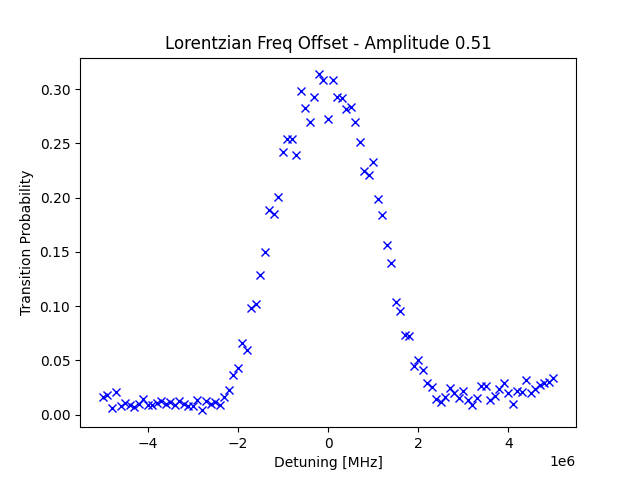 Lorentzian Freq Offset - Amplitude 0.51
0.30
0.25
0.20
0.15
0.10
0.05
0.00
Transition Probability
−4 −2 0 2 4
1e6
Detuning [MHz]